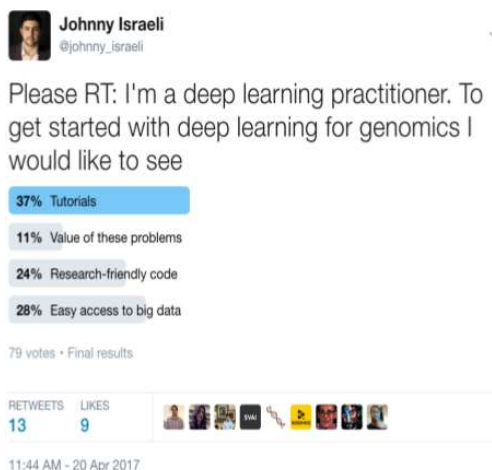 Johnny Israeli
@johnny_israeli
Please RT: I'm a deep learning practitioner. To
get started with deep learning for genomics I
would like to see
37% Tutorials
11% Value of these problems
24% Research-friendly code
28% Easy access to big data
79 votes • Final results
RETWEETS LIKES
13 9
SVAI
11:44 AM - 20 Apr 2017